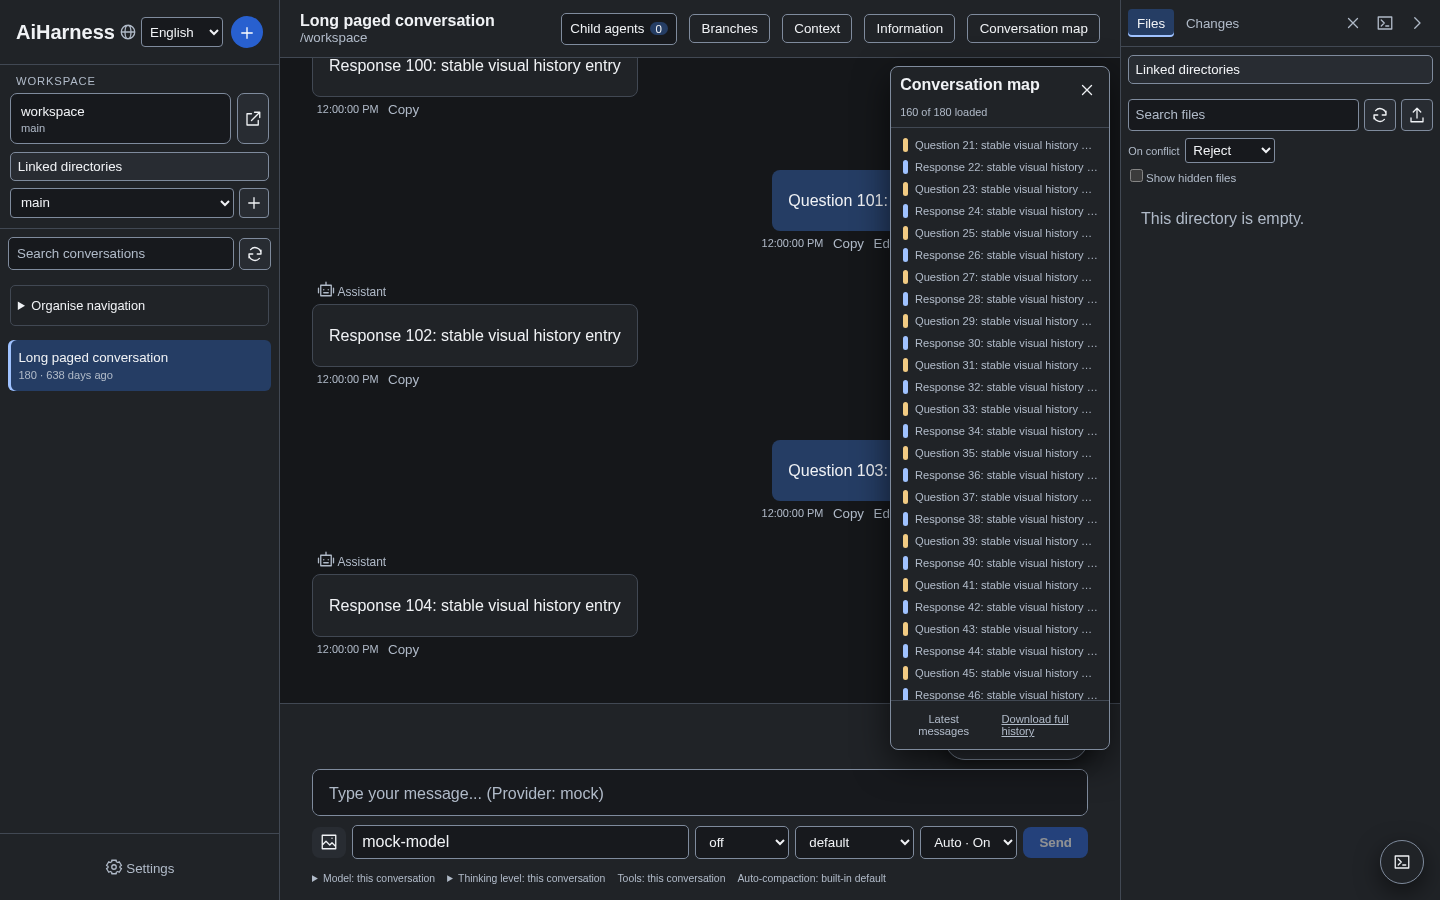 AiHarness
English
WORKSPACE
workspace
main
Linked directories
main
Search conversations
Organise navigation
Long paged conversation
180 · 638 days ago
Settings
Long paged conversation
/workspace
Child agents 0
Branches
Context
Information
Conversation map
Response 100: stable visual history entry
12:00:00 PM Copy
Question 101:
12:00:00 PM Copy Ed
Assistant
Response 102: stable visual history entry
12:00:00 PM Copy
Question 103:
12:00:00 PM Copy Ed
Assistant
Response 104: stable visual history entry
12:00:00 PM Copy
Conversation map
160 of 180 loaded
Question 21: stable visual history …
Response 22: stable visual history …
Question 23: stable visual history …
Response 24: stable visual history …
Question 25: stable visual history …
Response 26: stable visual history …
Question 27: stable visual history …
Response 28: stable visual history …
Question 29: stable visual history …
Response 30: stable visual history …
Question 31: stable visual history …
Response 32: stable visual history …
Question 33: stable visual history …
Response 34: stable visual history …
Question 35: stable visual history …
Response 36: stable visual history …
Question 37: stable visual history …
Response 38: stable visual history …
Question 39: stable visual history …
Response 40: stable visual history …
Question 41: stable visual history …
Response 42: stable visual history …
Question 43: stable visual history …
Response 44: stable visual history …
Question 45: stable visual history …
Response 46: stable visual history …
Latest
messages
Download full
history
Type your message... (Provider: mock)
mock-model
off
default
Auto · On
Send
Model: this conversation
Thinking level: this conversation
Tools: this conversation
Auto-compaction: built-in default
Files
Changes
Linked directories
Search files
On conflict
Reject
Show hidden files
This directory is empty.